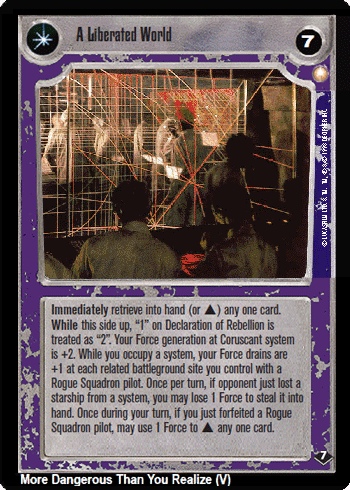 A Liberated World
7
Immediately retrieve into hand (or ▲) any one card.
While this side up, “1” on Declaration of Rebellion is
treated as “2”. Your Force generation at Coruscant system
is +2. While you occupy a system, your Force drains are
+1 at each related battleground site you control with a
Rogue Squadron pilot. Once per turn, if opponent just lost a
starship from a system, you may lose 1 Force to steal it into
hand. Once during your turn, if you just forfeited a Rogue
Squadron pilot, may use 1 Force to ▲ any one card.
7
More Dangerous Than You Realize (V)